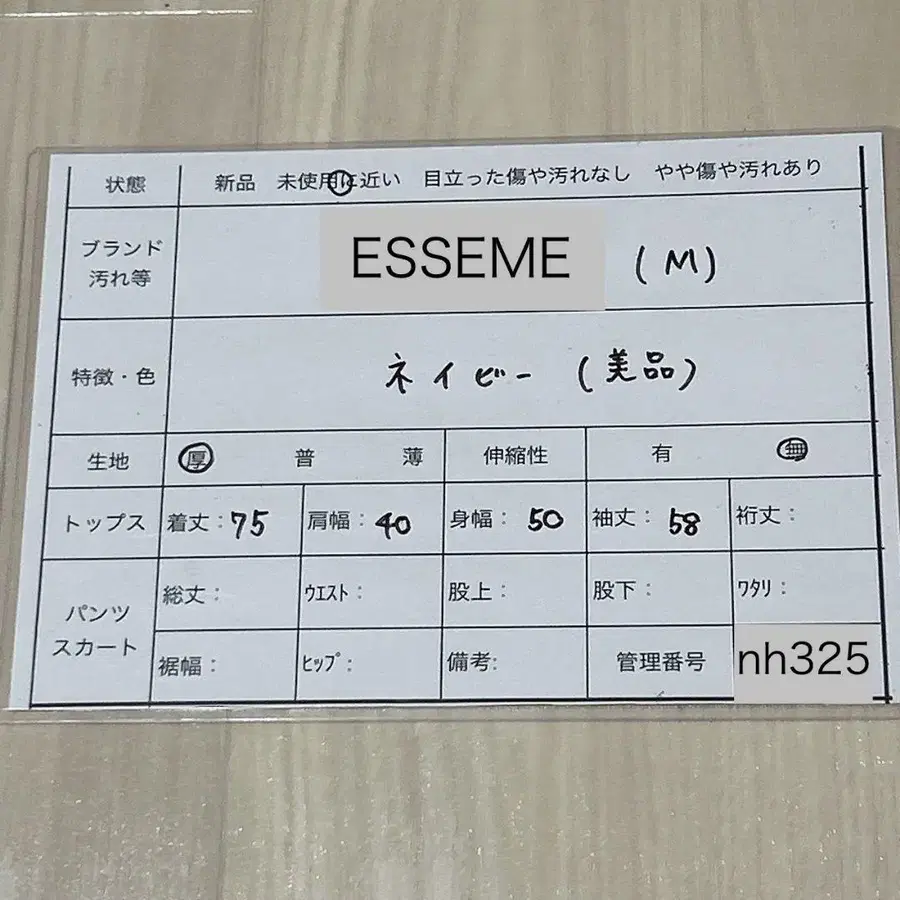 状態 新品 未使用に近い 目立った傷や汚れなし やや傷や汚れあり
ブランド
汚れ等 ESSEME (M)
特徴・色 ネイビー (美品)
生地 厚 普 薄 伸縮性 有 無
トップス 着丈:75 肩幅:40 身幅:50 袖丈:58 裄丈:
パンツ
スカート
総丈: ウエスト: 股上: 股下: ワタリ:
裾幅: ヒップ: 備考: 管理番号 nh325